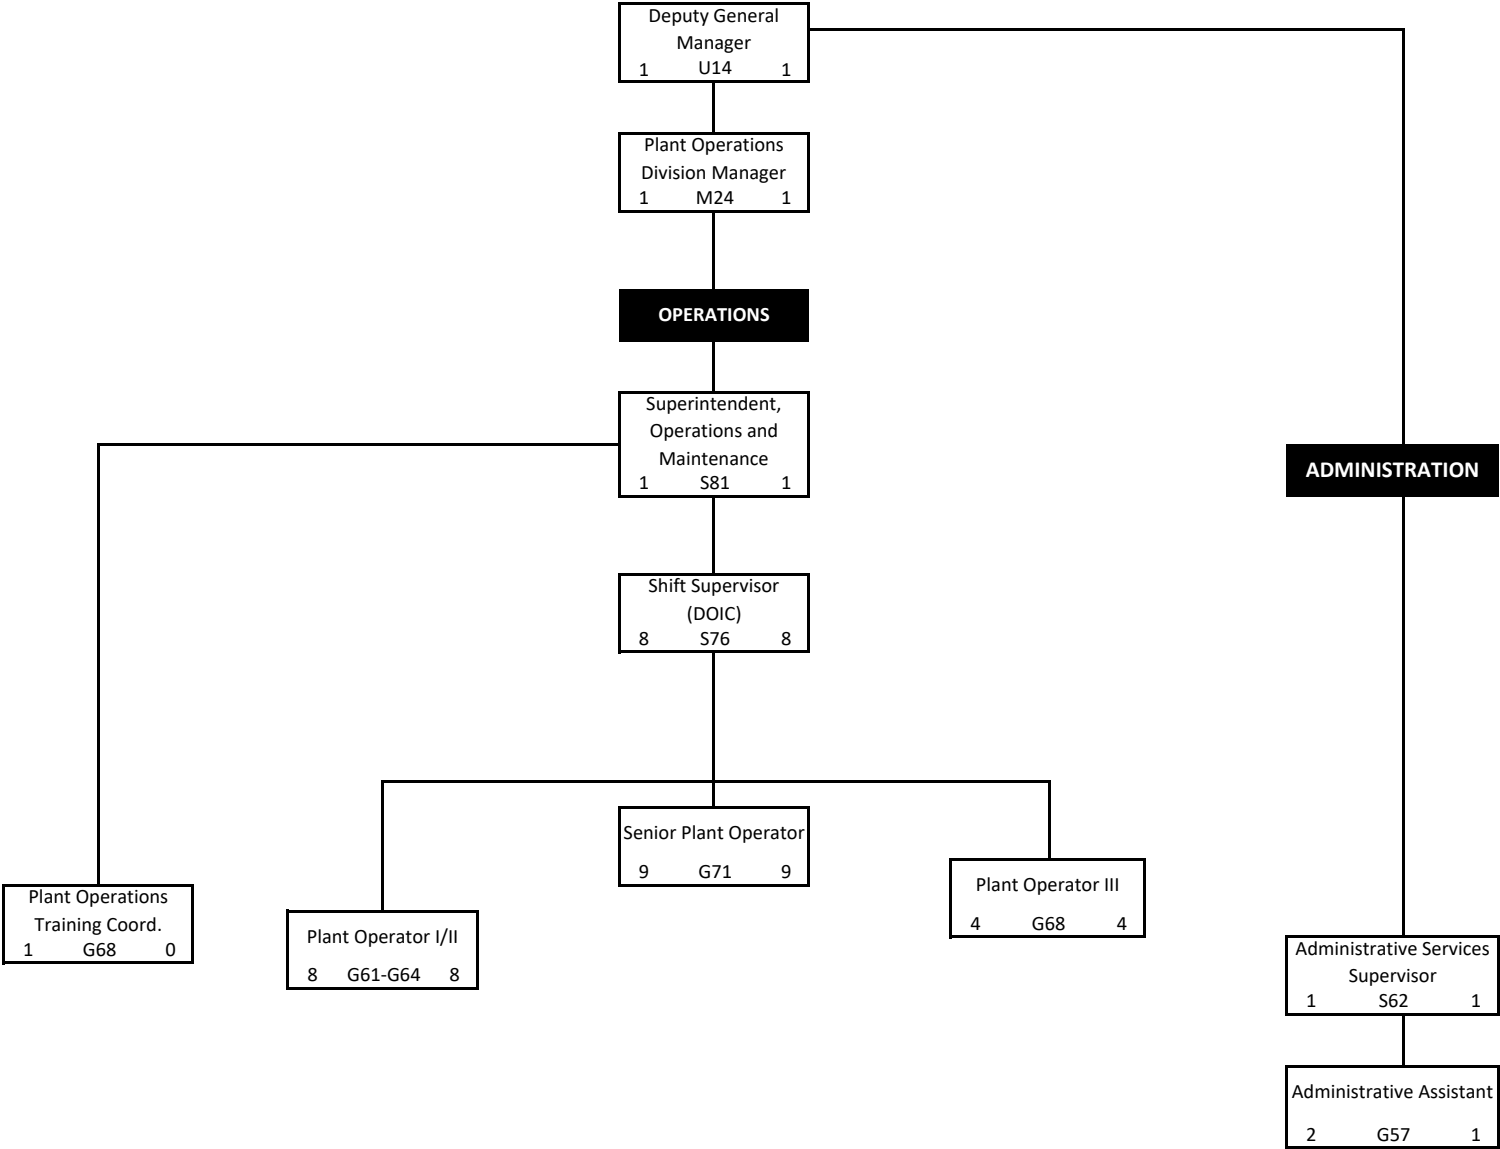 Deputy General
Manager
1 U14 1
Plant Operations
Division Manager
1 M24 1
OPERATIONS
Superintendent,
Operations and
Maintenance
1 S81 1
ADMINISTRATION
Shift Supervisor
(DOIC)
8 S76 8
Senior Plant Operator
9 G71 9
Plant Operator III
4 G68 4
Plant Operations
Training Coord.
1 G68 0
Plant Operator I/II
8 G61-G64 8
Administrative Services
Supervisor
1 S62 1
Administrative Assistant
2 G57 1